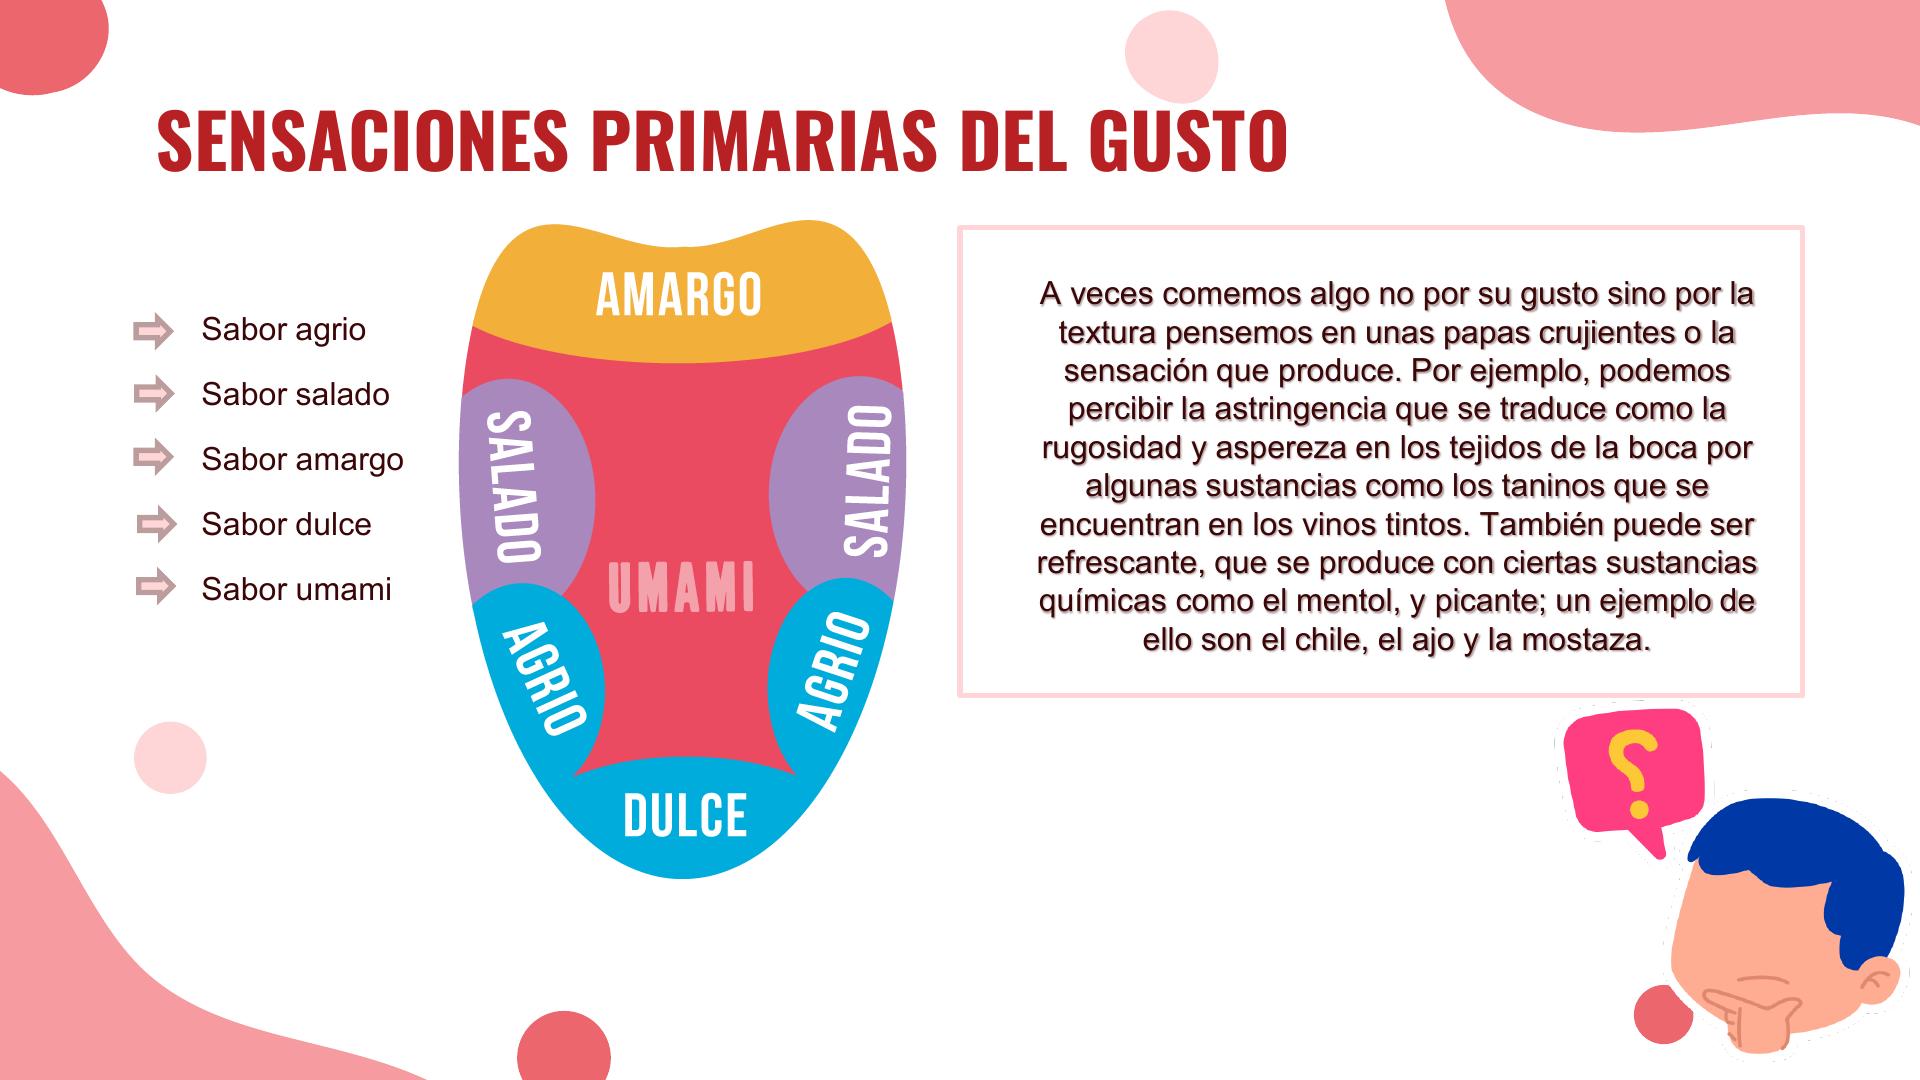 SENSACIONES PRIMARIAS DEL GUSTO
Sabor agrio
Sabor salado
Sabor amargo
Sabor dulce
Sabor umami
AMARGO
SALADO
SALADO
UMAMI
AGRIO
AGRIO
DULCE
A veces comemos algo no por su gusto sino por la
textura pensemos en unas papas crujientes o la
sensación que produce. Por ejemplo, podemos
percibir la astringencia que se traduce como la
rugosidad y aspereza en los tejidos de la boca por
algunas sustancias como los taninos que se
encuentran en los vinos tintos. También puede ser
refrescante, que se produce con ciertas sustancias
químicas como el mentol, y picante; un ejemplo de
ello son el chile, el ajo y la mostaza.
?